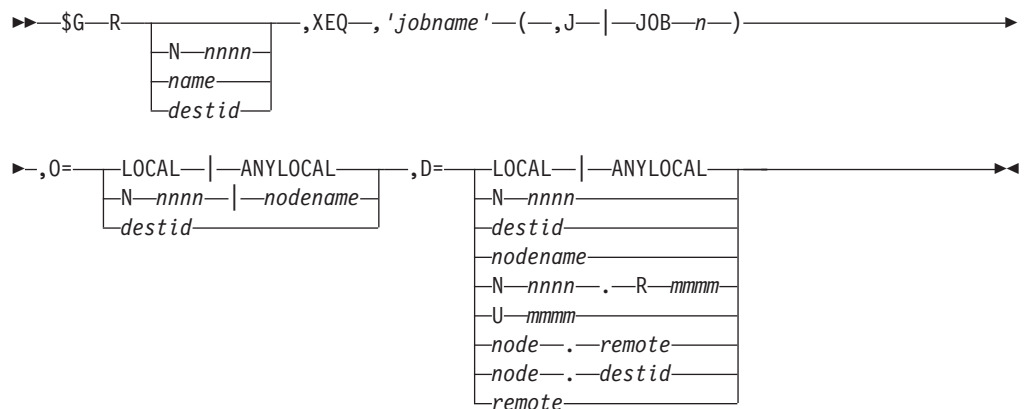 $G R ,XEQ ,'jobname' ( ,J | JOB n )
N nnnn
name
destid
,O= LOCAL | ANYLOCAL ,D= LOCAL | ANYLOCAL
N nnnn | nodename N nnnn
destid destid
nodename
N nnnn . R mmmm
U mmmm
node . remote
node . destid
remote